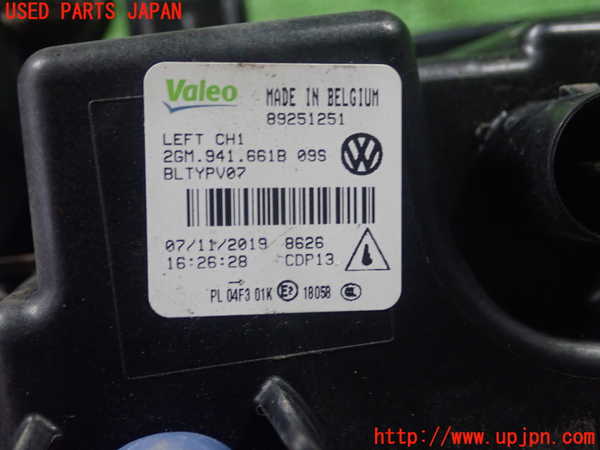 USED PARTS JAPAN
Valeo
MADE IN BELGIUM
89251251
LEFT CH1
2GM.941.661B 09S
BLTYPV07
07/11/2019 8626
16:26:28 CDP13
PL 04F3 01K E2 18058 CCC
http://www.upjpn.com/